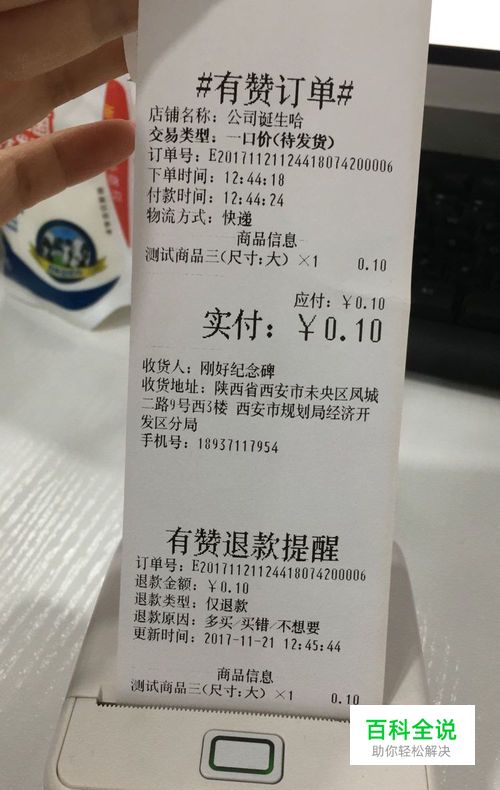 #有赞订单#
店铺名称：公司诞生哈
交易类型：一口价(待发货)
订单号：E20171121124418074200006
下单时间：12:44:18
付款时间：12:44:24
物流方式：快递
商品信息
测试商品三(尺寸:大) ×1 0.10
应付：￥0.10
实付：￥0.10
收货人：刚好纪念碑
收货地址：陕西省西安市未央区凤城
二路9号西3楼 西安市规划局经济开
发区分局
手机号：18937117954
有赞退款提醒
订单号：E20171121124418074200006
退款金额：￥0.10
退款类型：仅退款
退款原因：多买/买错/不想要
更新时间：2017-11-21 12:45:44
商品信息
测试商品三(尺寸:大) ×1 0.10
百科全说
助你轻松解决